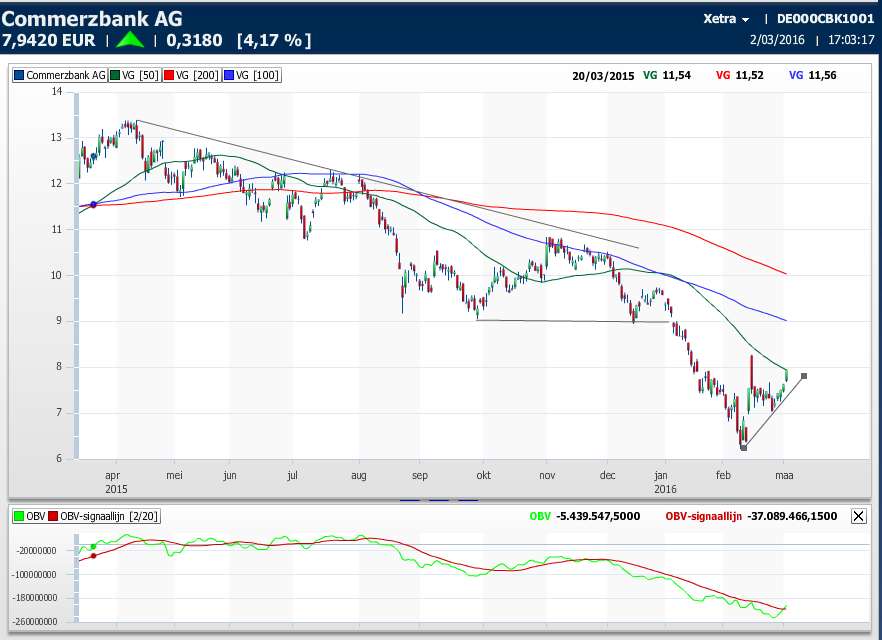 Commerzbank AG
Xetra | DE000CBK1001
7,9420 EUR | | 0,3180 [4,17 %]
2/03/2016 | 17:03:17
Commerzbank AG VG [50] VG [200] VG [100]
20/03/2015 VG 11,54 VG 11,52 VG 11,56
14
13
12
11
10
9
8
7
6
apr mei jun jul aug sep okt nov dec jan feb maa
2015 2016
OBV OBV-signaallijn [2/20]
OBV -5.439.547,5000 OBV-signaallijn -37.089.466,1500
-20000000
-100000000
-180000000
-260000000